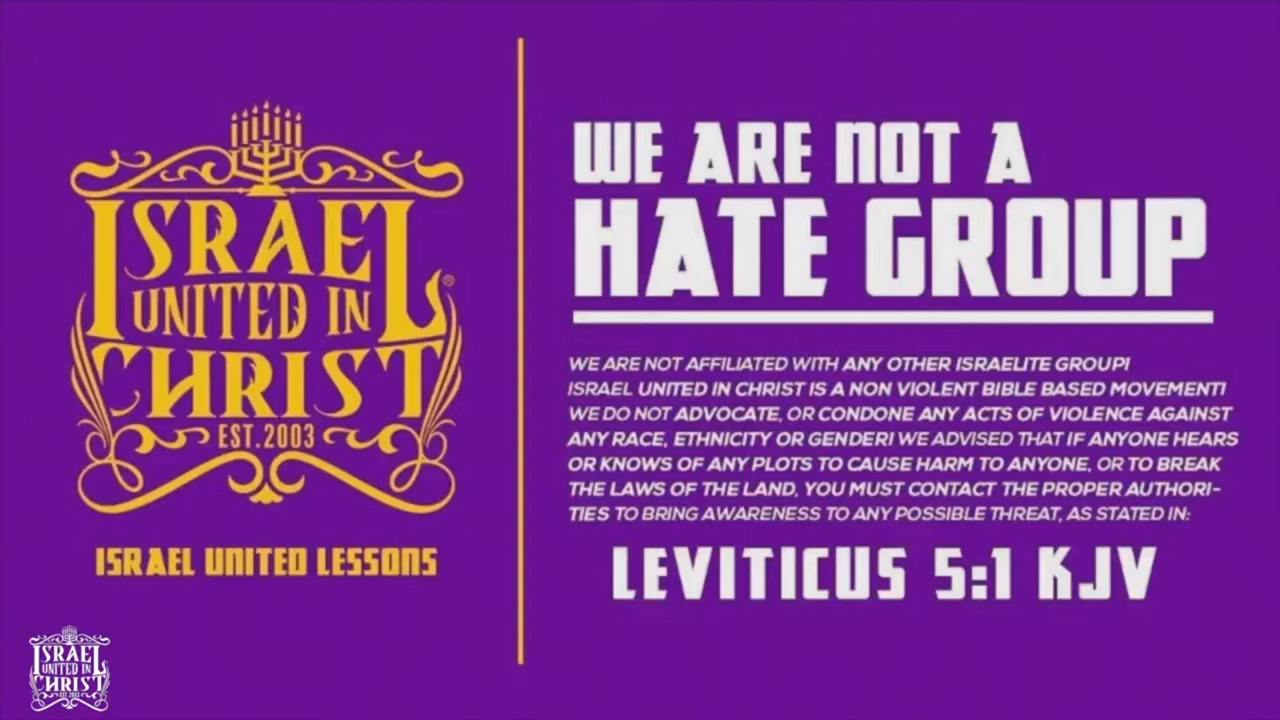 ISRAEL
UNITED IN
CHRIST
EST.2003
ISRAEL UNITED LESSONS
WE ARE NOT A
HATE GROUP
WE ARE NOT AFFILIATED WITH ANY OTHER ISRAELITE GROUP!
ISRAEL UNITED IN CHRIST IS A NON VIOLENT BIBLE BASED MOVEMENT!
WE DO NOT ADVOCATE, OR CONDONE ANY ACTS OF VIOLENCE AGAINST
ANY RACE, ETHNICITY OR GENDER! WE ADVISED THAT IF ANYONE HEARS
OR KNOWS OF ANY PLOTS TO CAUSE HARM TO ANYONE, OR TO BREAK
THE LAWS OF THE LAND, YOU MUST CONTACT THE PROPER AUTHORI-
TIES TO BRING AWARENESS TO ANY POSSIBLE THREAT, AS STATED IN:
LEVITICUS 5:1 KJV
ISRAEL
UNITED IN
CHRIST
EST. 2003